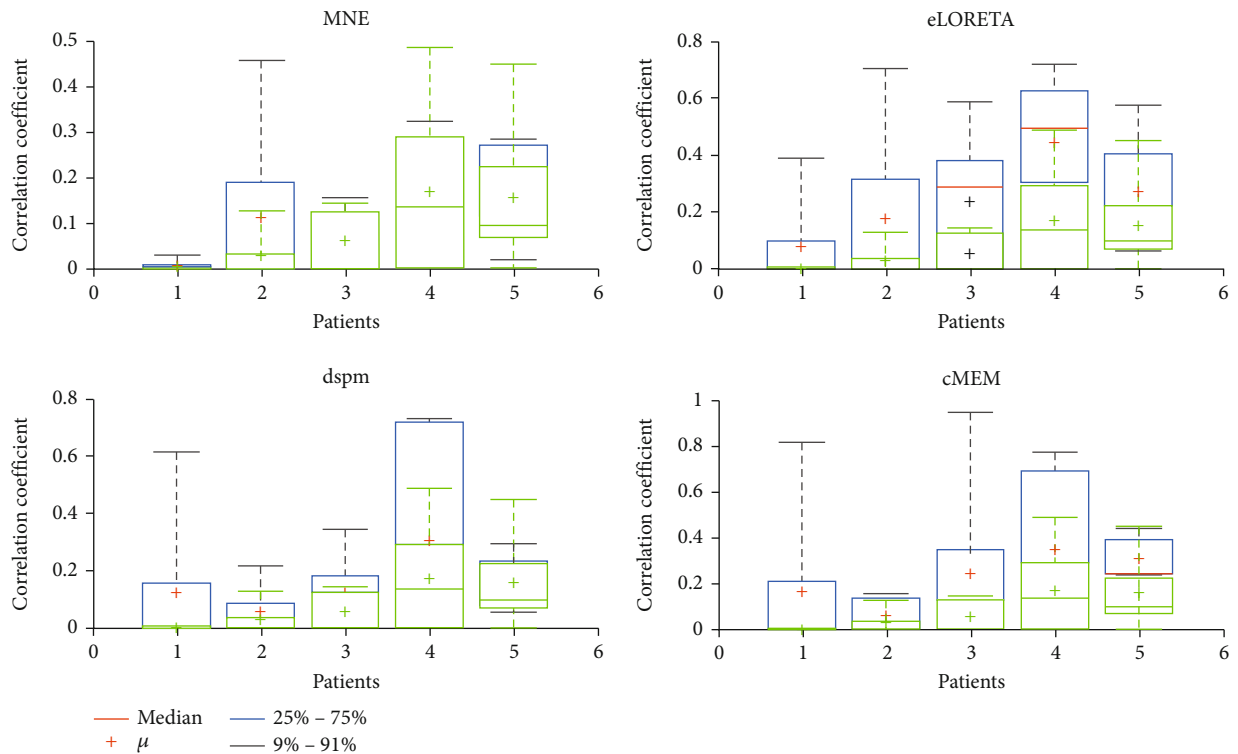 MNE
Correlation coefficient
0.5
0.4
0.3
0.2
0.1
0
0 1 2 3 4 5 6
Patients
eLORETA
Correlation coefficient
0.8
0.6
0.4
0.2
0
0 1 2 3 4 5 6
Patients
dspm
Correlation coefficient
0.8
0.6
0.4
0.2
0
0 1 2 3 4 5 6
Patients
cMEM
Correlation coefficient
1
0.8
0.6
0.4
0.2
0
0 1 2 3 4 5 6
Patients
Median 25% – 75%
μ 9% – 91%